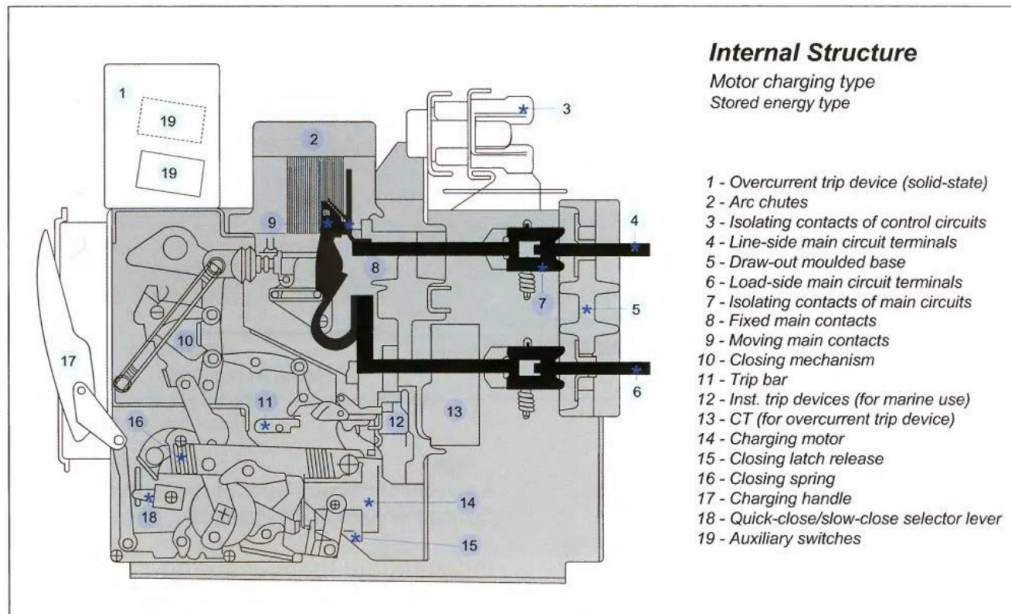 Internal Structure
Motor charging type
Stored energy type
1
19
19
2
3
9
4
8
7
5
10
17
6
11
12
13
16
14
18
15
1 - Overcurrent trip device (solid-state)
2 - Arc chutes
3 - Isolating contacts of control circuits
4 - Line-side main circuit terminals
5 - Draw-out moulded base
6 - Load-side main circuit terminals
7 - Isolating contacts of main circuits
8 - Fixed main contacts
9 - Moving main contacts
10 - Closing mechanism
11 - Trip bar
12 - Inst. trip devices (for marine use)
13 - CT (for overcurrent trip device)
14 - Charging motor
15 - Closing latch release
16 - Closing spring
17 - Charging handle
18 - Quick-close/slow-close selector lever
19 - Auxiliary switches